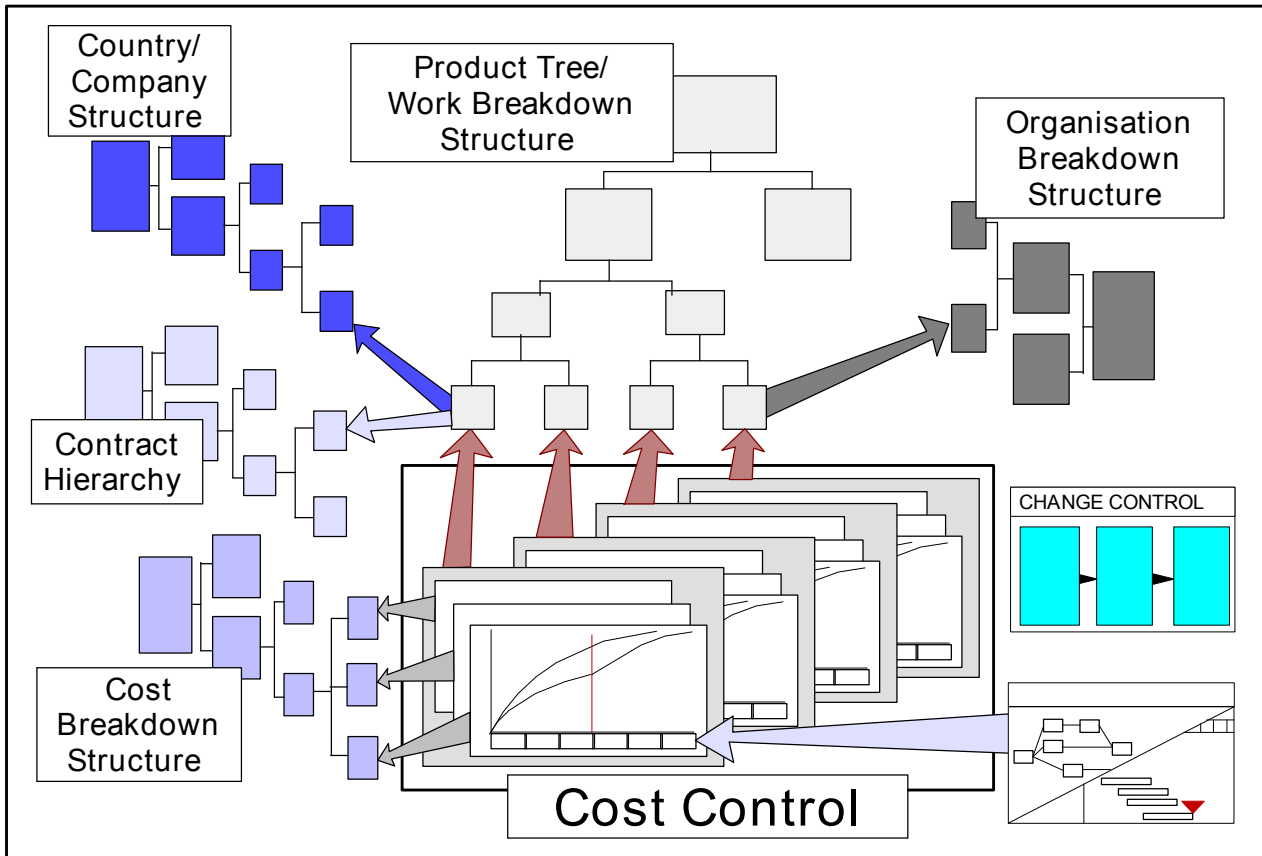 Country/
Company
Structure
Product Tree/
Work Breakdown
Structure
Organisation
Breakdown
Structure
Contract
Hierarchy
CHANGE CONTROL
Cost
Breakdown
Structure
Cost Control